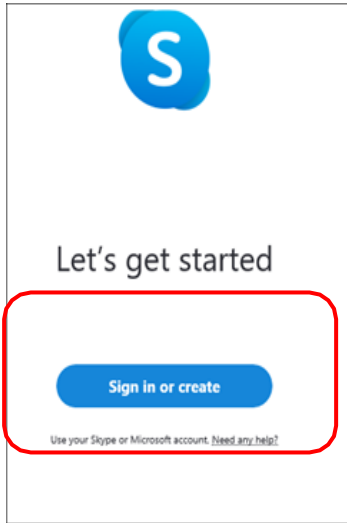 S
Let's get started
Sign in or create
Use your Skype or Microsoft account. Need any help?